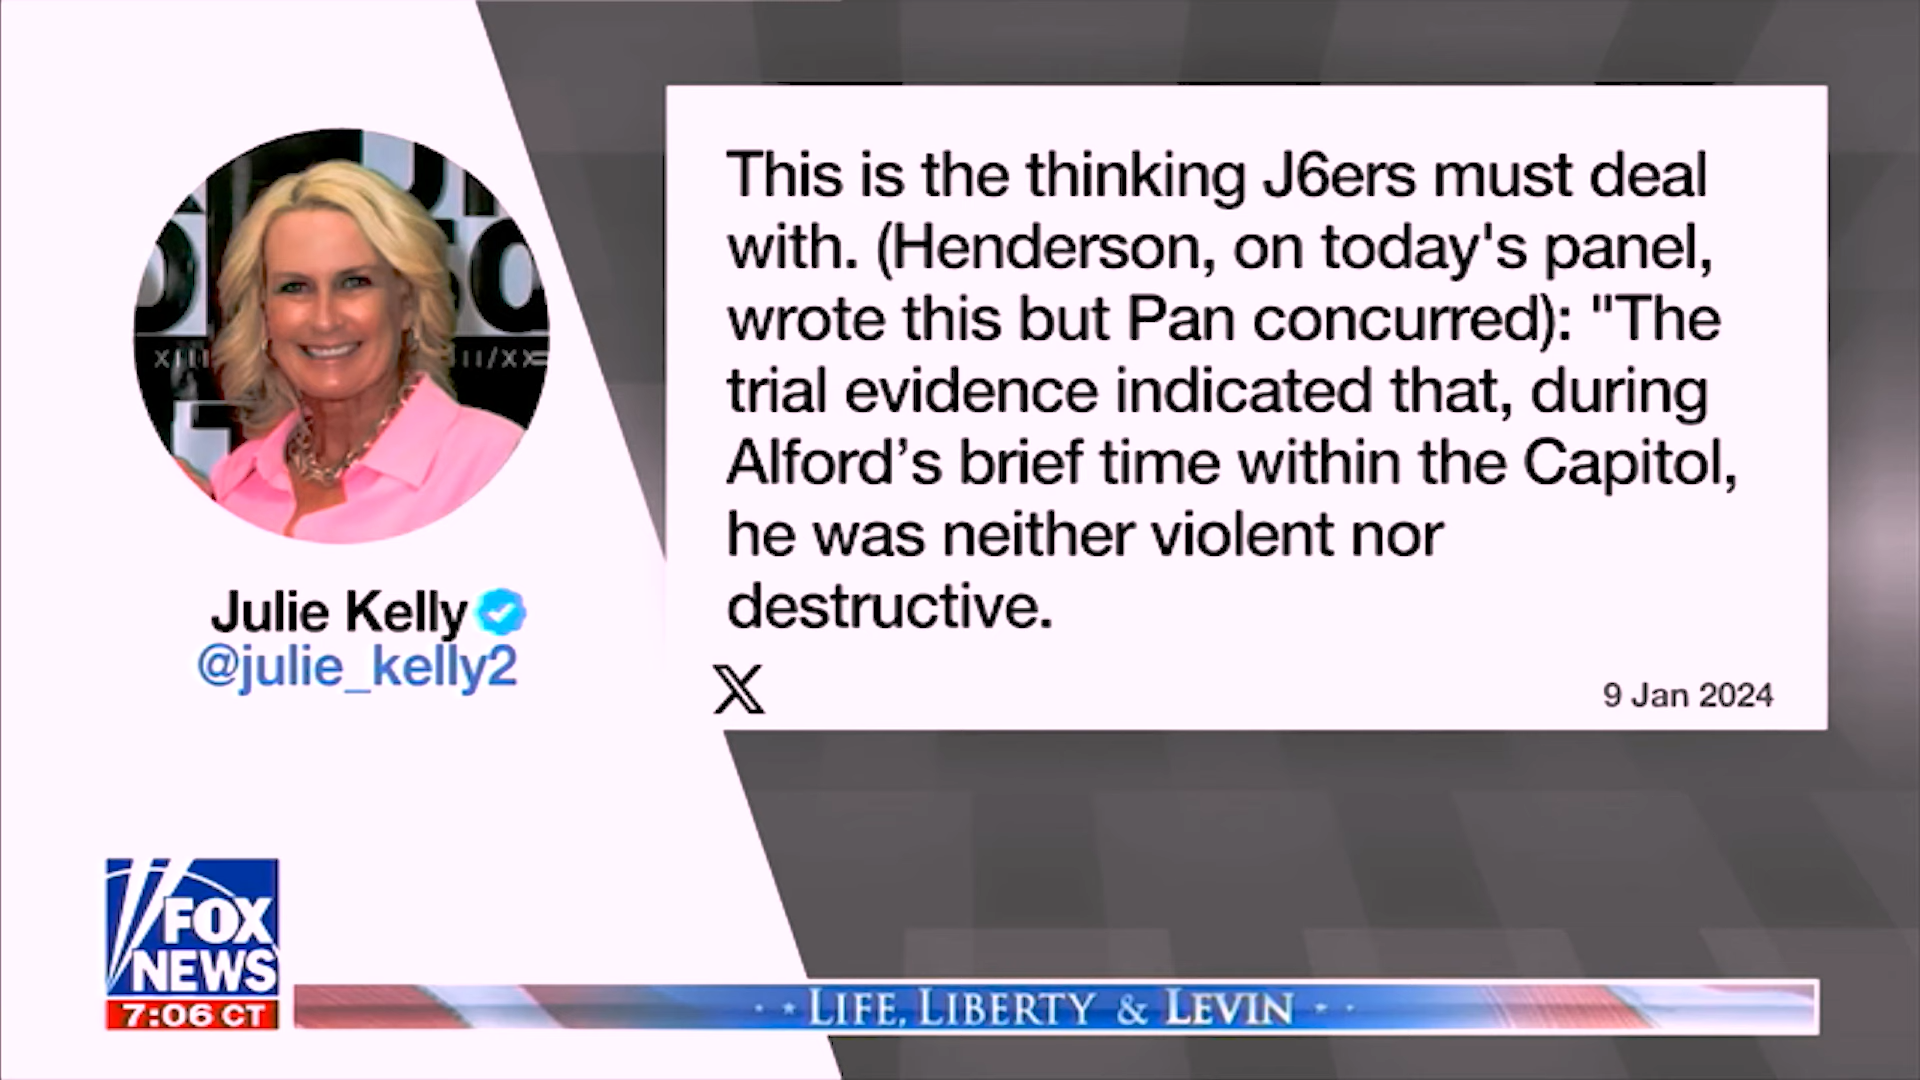 This is the thinking J6ers must deal
with. (Henderson, on today's panel,
wrote this but Pan concurred): "The
trial evidence indicated that, during
Alford’s brief time within the Capitol,
he was neither violent nor
destructive.
9 Jan 2024
Julie Kelly
@julie_kelly2
FOX
NEWS
7:06 CT
LIFE, LIBERTY & LEVIN